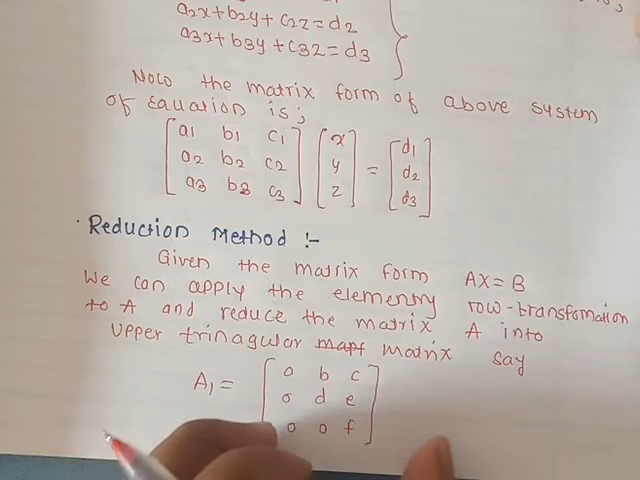 a2x+b2y+c2z=d2
a3x+b3y+c3z=d3
Now the matrix form of above system
of eauation is;
a1 b1 c1 x d1
a2 b2 c2 y = d2
a3 b3 c3 z d3
Reduction Method :-
Given the matrix form AX=B
We can apply the elementry row-transfomation
to A and reduce the matrix A into
upper trinagular matrix say
A1 = a b c
0 d e
0 0 f